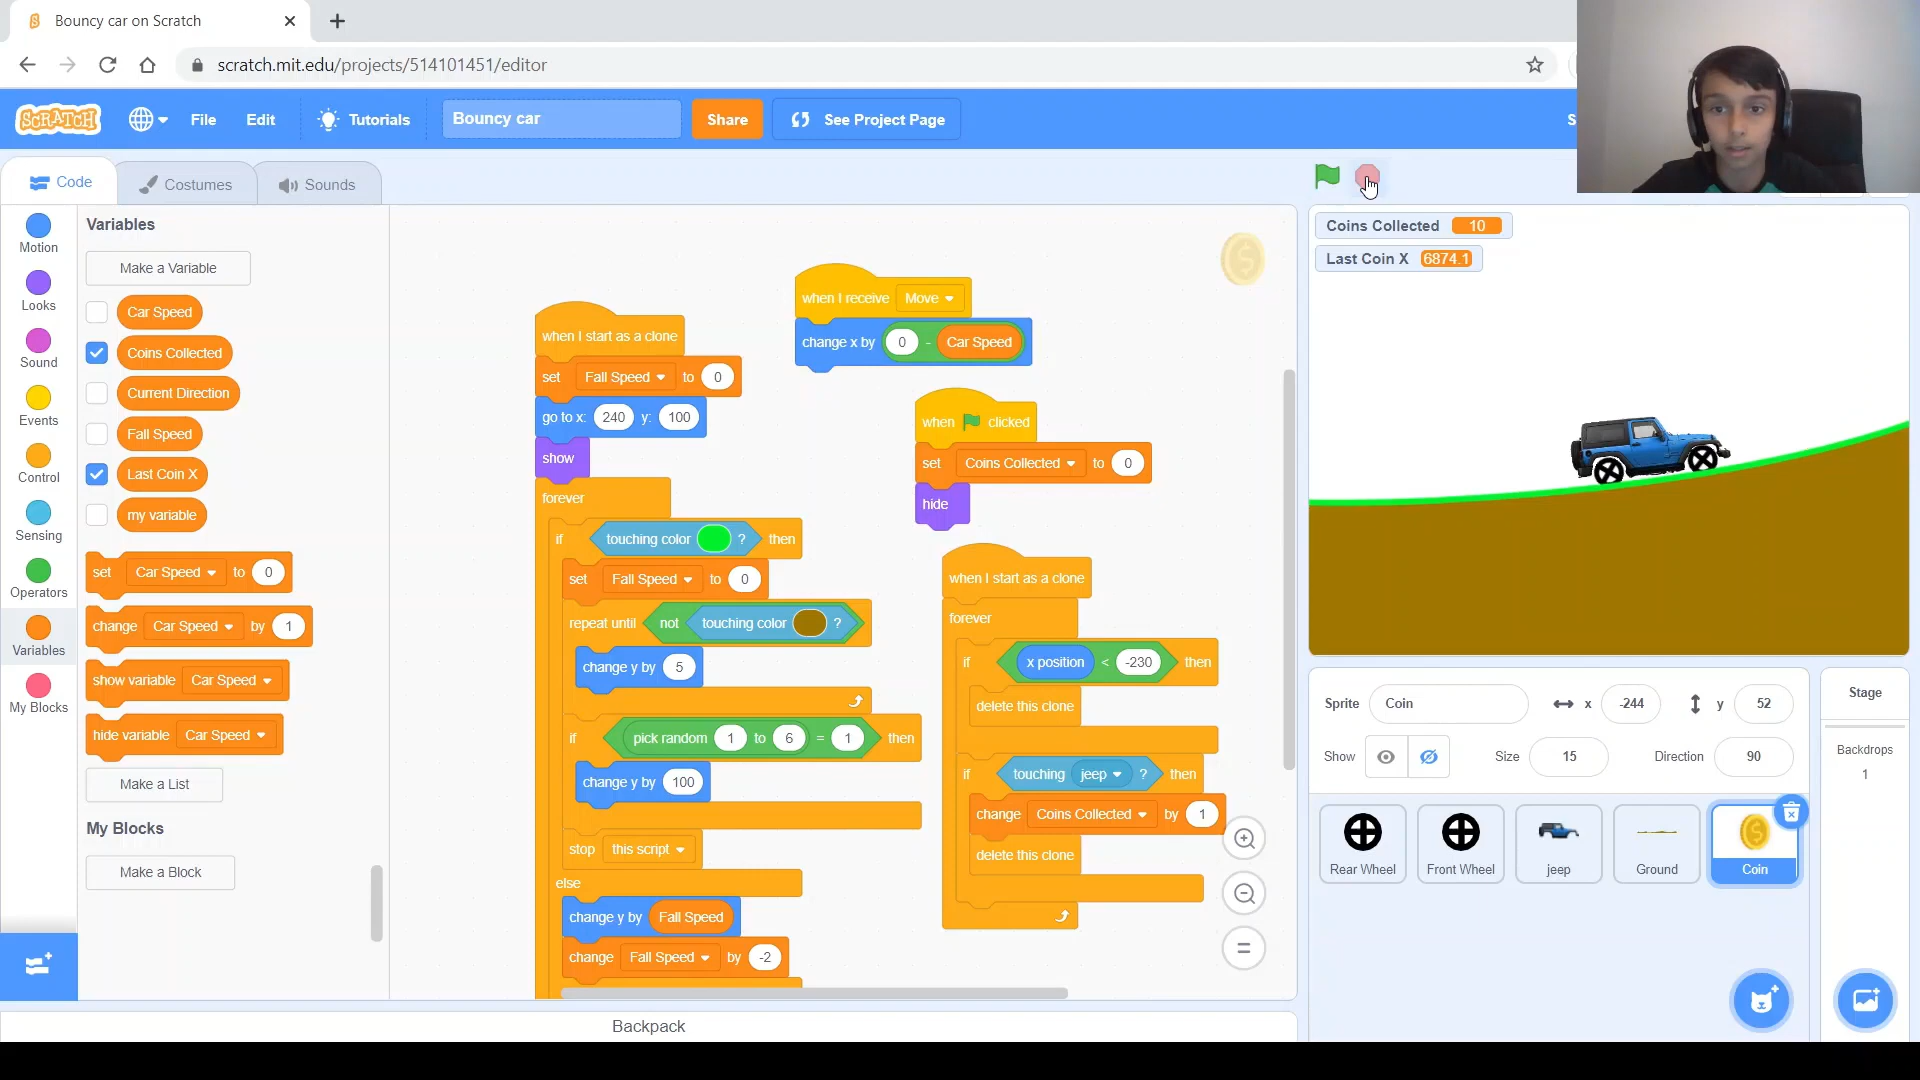 Bouncy car on Scratch
scratch.mit.edu/projects/514101451/editor
SCRATCH
File
Edit
Tutorials
Bouncy car
Share
See Project Page
S
Code
Costumes
Sounds
Motion
Looks
Sound
Events
Control
Sensing
Operators
Variables
My Blocks
Variables
Make a Variable
Car Speed
Coins Collected
Current Direction
Fall Speed
Last Coin X
my variable
set Car Speed to 0
change Car Speed by 1
show variable Car Speed
hide variable Car Speed
Make a List
My Blocks
Make a Block
when I start as a clone
set Fall Speed to 0
go to x: 240 y: 100
show
forever
if touching color ? then
set Fall Speed to 0
repeat until not touching color ?
change y by 5
if pick random 1 to 6 = 1 then
change y by 100
stop this script
else
change y by Fall Speed
change Fall Speed by -2
when I receive Move
change x by 0 - Car Speed
when clicked
set Coins Collected to 0
hide
when I start as a clone
forever
if x position < -230 then
delete this clone
if touching jeep ? then
change Coins Collected by 1
delete this clone
$
Backpack
Coins Collected 10
Last Coin X 6874.1
Sprite Coin x -244 y 52
Show Size 15 Direction 90
Rear Wheel
Front Wheel
jeep
Ground
Coin
Stage
Backdrops
1